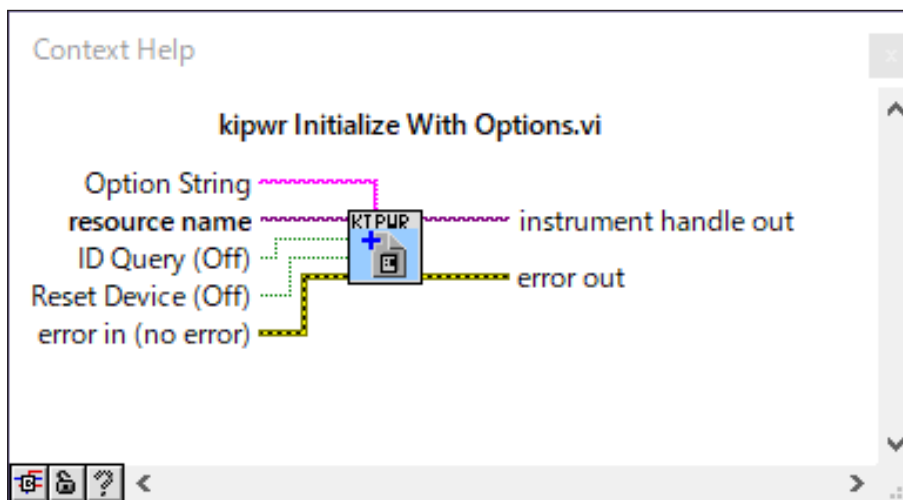 Context Help
kipwr Initialize With Options.vi
Option String
resource name
ID Query (Off)
Reset Device (Off)
error in (no error)
KIPWR
instrument handle out
error out